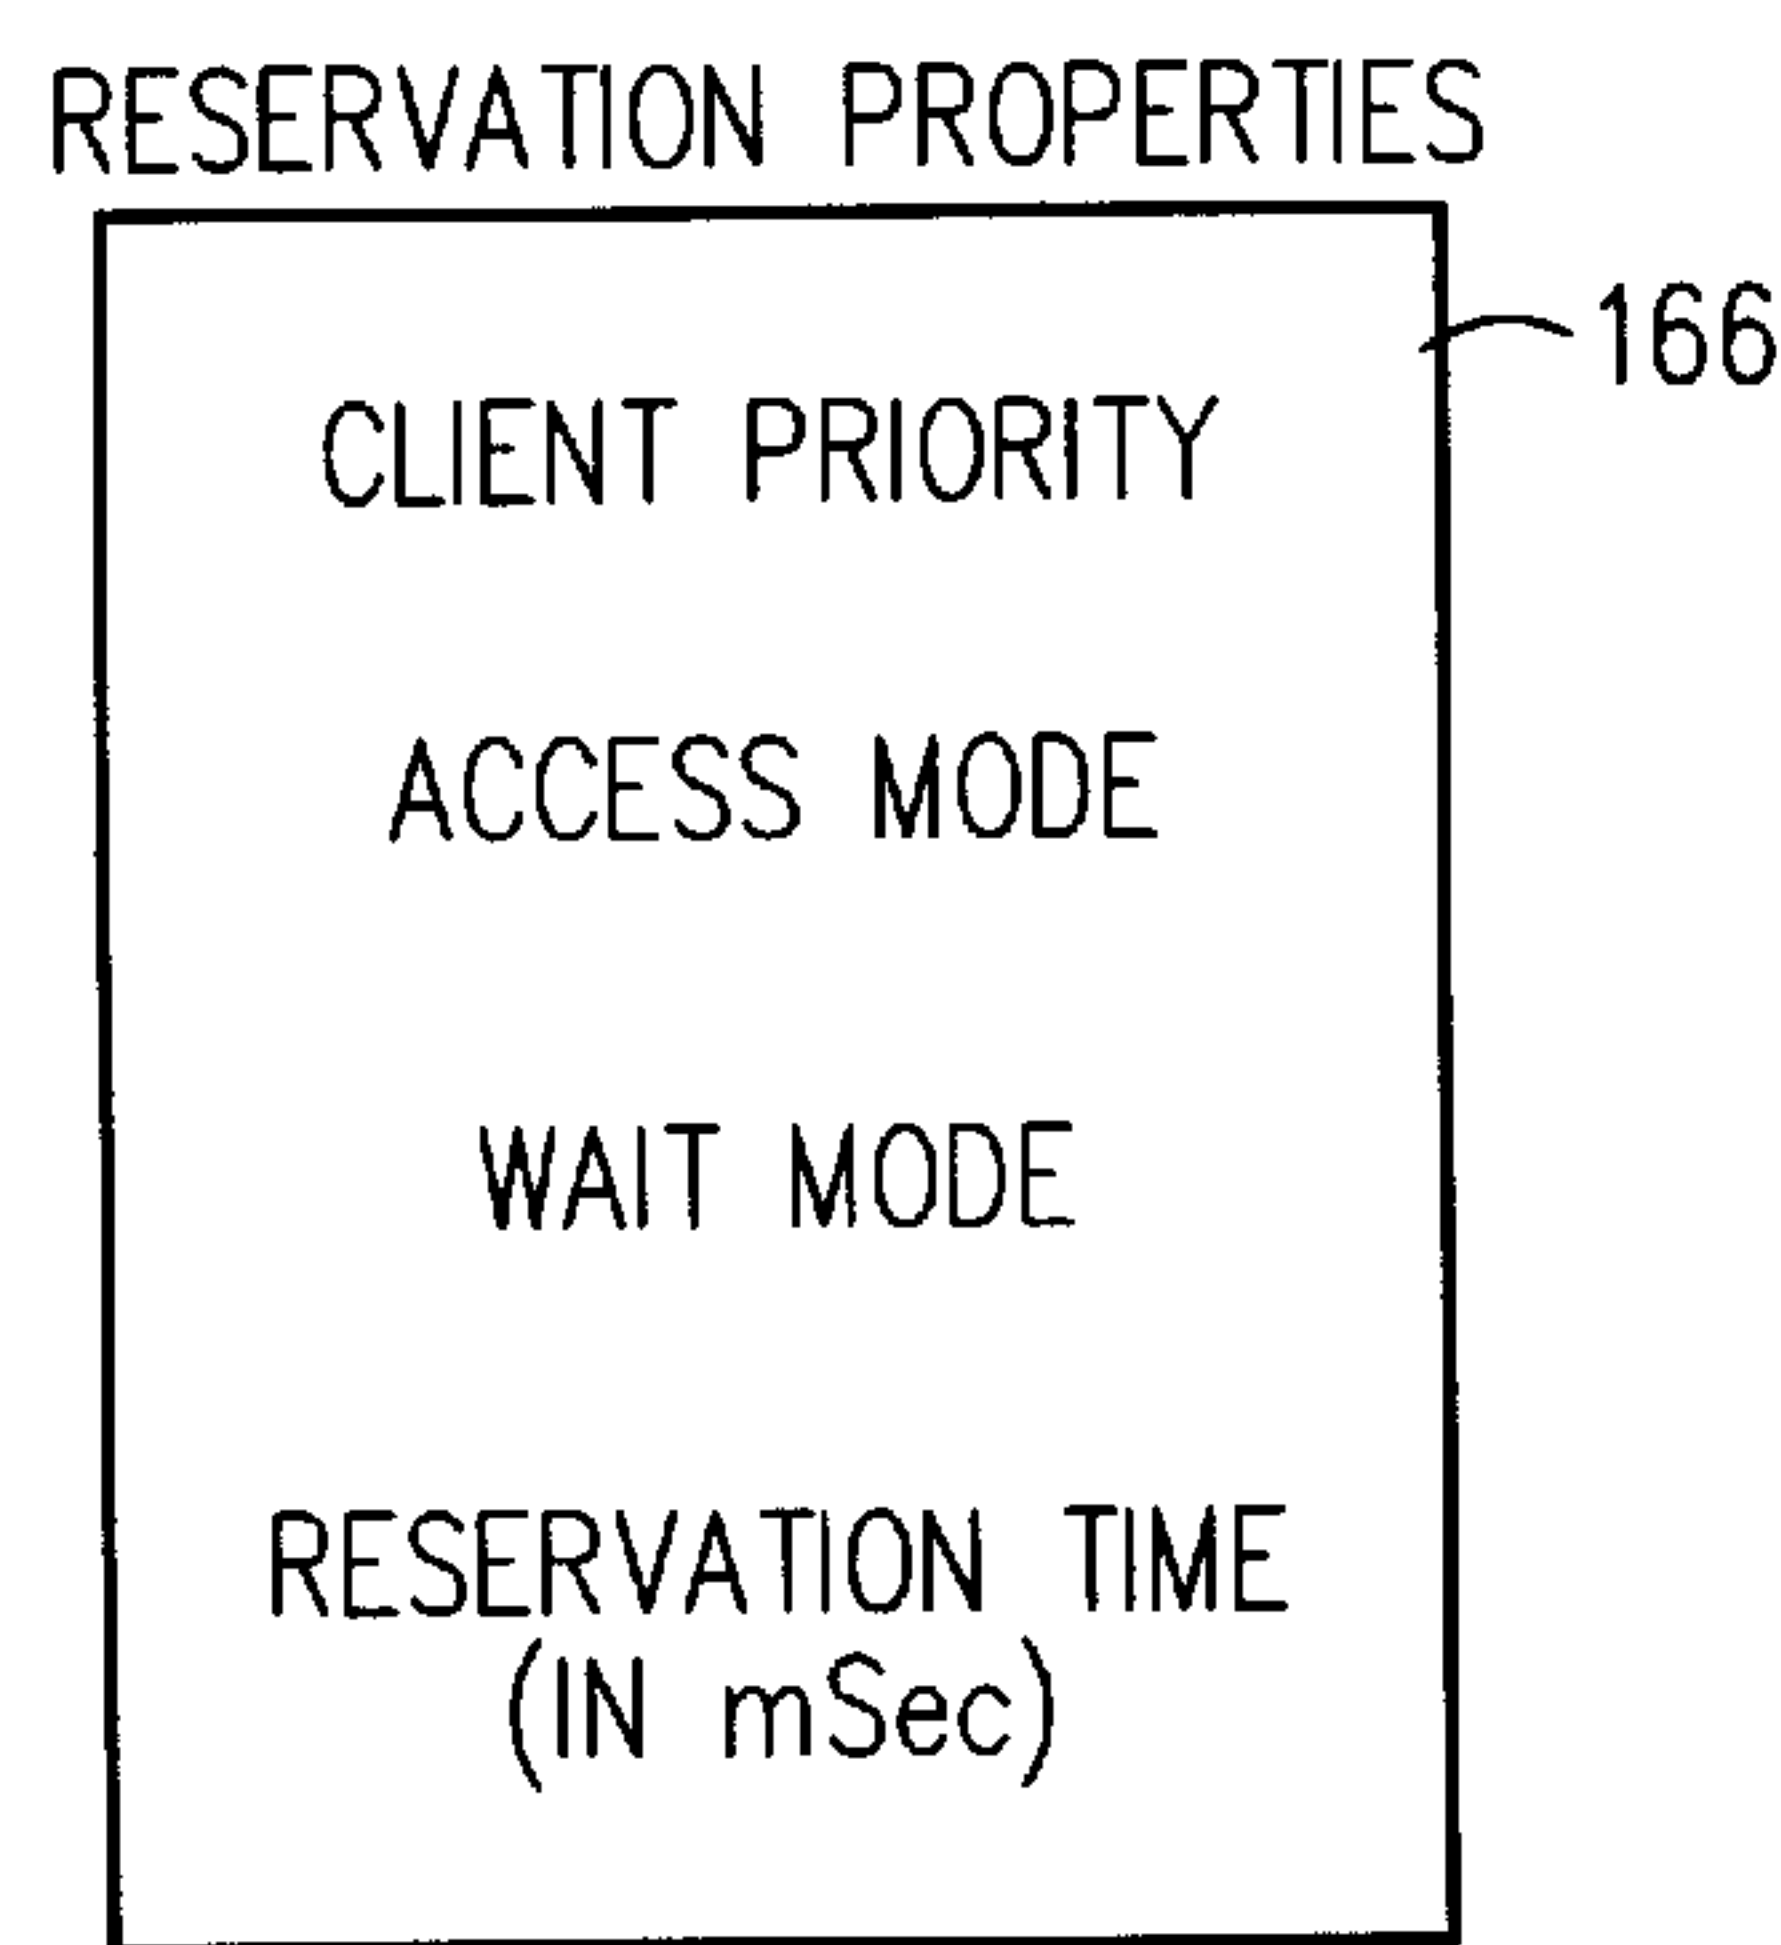 RESERVATION PROPERTIES
166
CLIENT PRIORITY
ACCESS MODE
WAIT MODE
RESERVATION TIME
(IN mSec)